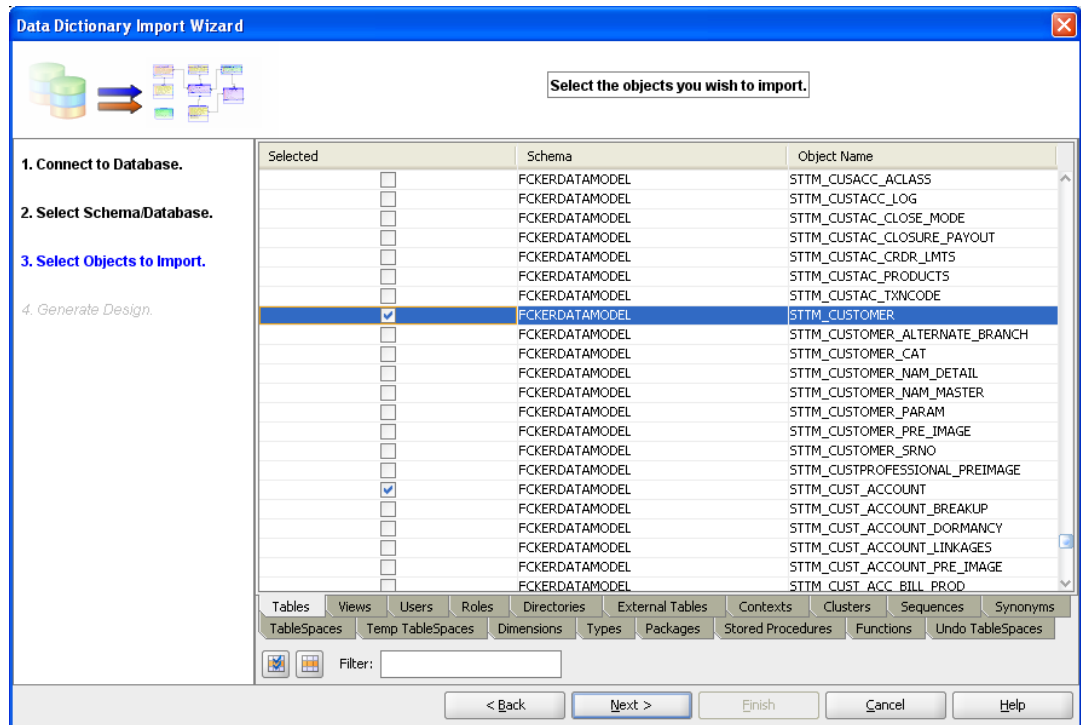 Data Dictionary Import Wizard
Select the objects you wish to import.
1. Connect to Database.
2. Select Schema/Database.
3. Select Objects to Import.
4. Generate Design.
Selected Schema Object Name
FCKERDATAMODEL STTM_CUSACC_ACLASS
FCKERDATAMODEL STTM_CUSTACC_LOG
FCKERDATAMODEL STTM_CUSTAC_CLOSE_MODE
FCKERDATAMODEL STTM_CUSTAC_CLOSURE_PAYOUT
FCKERDATAMODEL STTM_CUSTAC_CRDR_LMTS
FCKERDATAMODEL STTM_CUSTAC_PRODUCTS
FCKERDATAMODEL STTM_CUSTAC_TXNCODE
FCKERDATAMODEL STTM_CUSTOMER
FCKERDATAMODEL STTM_CUSTOMER_ALTERNATE_BRANCH
FCKERDATAMODEL STTM_CUSTOMER_CAT
FCKERDATAMODEL STTM_CUSTOMER_NAM_DETAIL
FCKERDATAMODEL STTM_CUSTOMER_NAM_MASTER
FCKERDATAMODEL STTM_CUSTOMER_PARAM
FCKERDATAMODEL STTM_CUSTOMER_PRE_IMAGE
FCKERDATAMODEL STTM_CUSTOMER_SRNO
FCKERDATAMODEL STTM_CUSTPROFESSIONAL_PREIMAGE
FCKERDATAMODEL STTM_CUST_ACCOUNT
FCKERDATAMODEL STTM_CUST_ACCOUNT_BREAKUP
FCKERDATAMODEL STTM_CUST_ACCOUNT_DORMANCY
FCKERDATAMODEL STTM_CUST_ACCOUNT_LINKAGES
FCKERDATAMODEL STTM_CUST_ACCOUNT_PRE_IMAGE
FCKERDATAMODEL STTM_CUST_ACC_BILL_PROD
Tables Views Users Roles Directories External Tables Contexts Clusters Sequences Synonyms
TableSpaces Temp TableSpaces Dimensions Types Packages Stored Procedures Functions Undo TableSpaces
Filter:
< Back Next > Finish Cancel Help